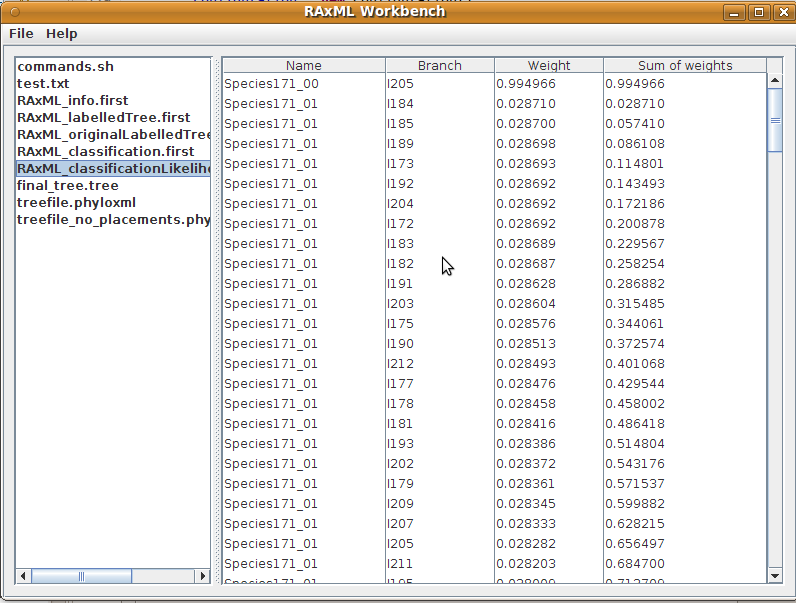 RAxML Workbench
File Help
commands.sh
test.txt
RAxML_info.first
RAxML_labelledTree.first
RAxML_originalLabelledTree
RAxML_classification.first
RAxML_classificationLikelihe
final_tree.tree
treefile.phyloxml
treefile_no_placements.phy
Name Branch Weight Sum of weights
Species171_00 I205 0.994966 0.994966
Species171_01 I184 0.028710 0.028710
Species171_01 I185 0.028700 0.057410
Species171_01 I189 0.028698 0.086108
Species171_01 I173 0.028693 0.114801
Species171_01 I192 0.028692 0.143493
Species171_01 I204 0.028692 0.172186
Species171_01 I172 0.028692 0.200878
Species171_01 I183 0.028689 0.229567
Species171_01 I182 0.028687 0.258254
Species171_01 I191 0.028628 0.286882
Species171_01 I203 0.028604 0.315485
Species171_01 I175 0.028576 0.344061
Species171_01 I190 0.028513 0.372574
Species171_01 I212 0.028493 0.401068
Species171_01 I177 0.028476 0.429544
Species171_01 I178 0.028458 0.458002
Species171_01 I181 0.028416 0.486418
Species171_01 I193 0.028386 0.514804
Species171_01 I202 0.028372 0.543176
Species171_01 I179 0.028361 0.571537
Species171_01 I209 0.028345 0.599882
Species171_01 I207 0.028333 0.628215
Species171_01 I205 0.028282 0.656497
Species171_01 I211 0.028203 0.684700